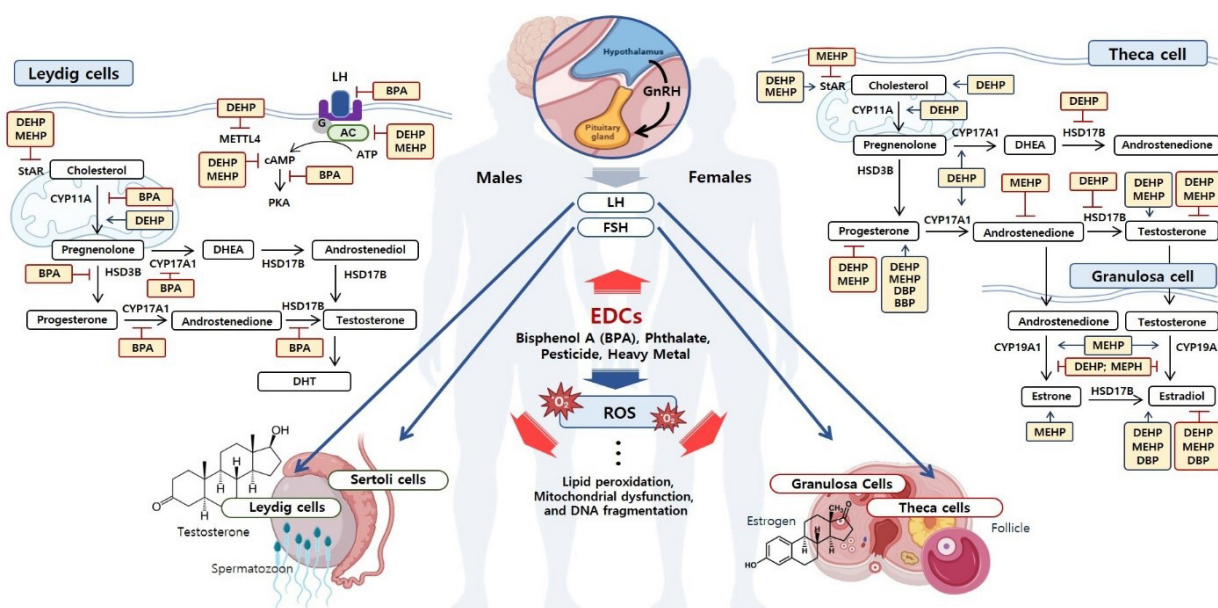 Leydig cells
LH
BPA
DEHP
MEHP
DEHP
METTL4
G
AC
DEHP
MEHP
ATP
cAMP
DEHP
MEHP
BPA
PKA
StAR
Cholesterol
CYP11A
BPA
DEHP
Pregnenolone
DHEA
Androstenediol
CYP17A1
HSD17B
BPA
HSD3B
BPA
HSD17B
CYP17A1
HSD17B
Progesterone
Androstenedione
Testosterone
BPA
BPA
DHT
Hypothalamus
GnRH
Pituitary
gland
Males
Females
LH
FSH
EDCs
Bisphenol A (BPA), Phthalate,
Pesticide, Heavy Metal
O₂
ROS
O₂
Lipid peroxidation,
Mitochondrial dysfunction,
and DNA fragmentation
OH
H
H
H
H
O
Testosterone
Sertoli cells
Leydig cells
Spermatozoon
Granulosa Cells
Theca cells
Estrogen
CH₃
O
H
H
H
HO
Follicle
Theca cell
MEHP
DEHP
MEHP
StAR
Cholesterol
DEHP
CYP11A
DEHP
DEHP
CYP17A1
HSD17B
Pregnenolone
DHEA
Androstenedione
HSD3B
DEHP
MEHP
DEHP
DEHP
MEHP
DEHP
MEHP
CYP17A1
HSD17B
Progesterone
Androstenedione
Testosterone
DEHP
MEHP
DEHP
MEHP
DBP
BBP
Granulosa cell
Androstenedione
Testosterone
CYP19A1
MEHP
CYP19A
DEHP; MEPH
Estrone
HSD17B
Estradiol
MEHP
DEHP
MEHP
DBP
DEHP
MEHP
DBP